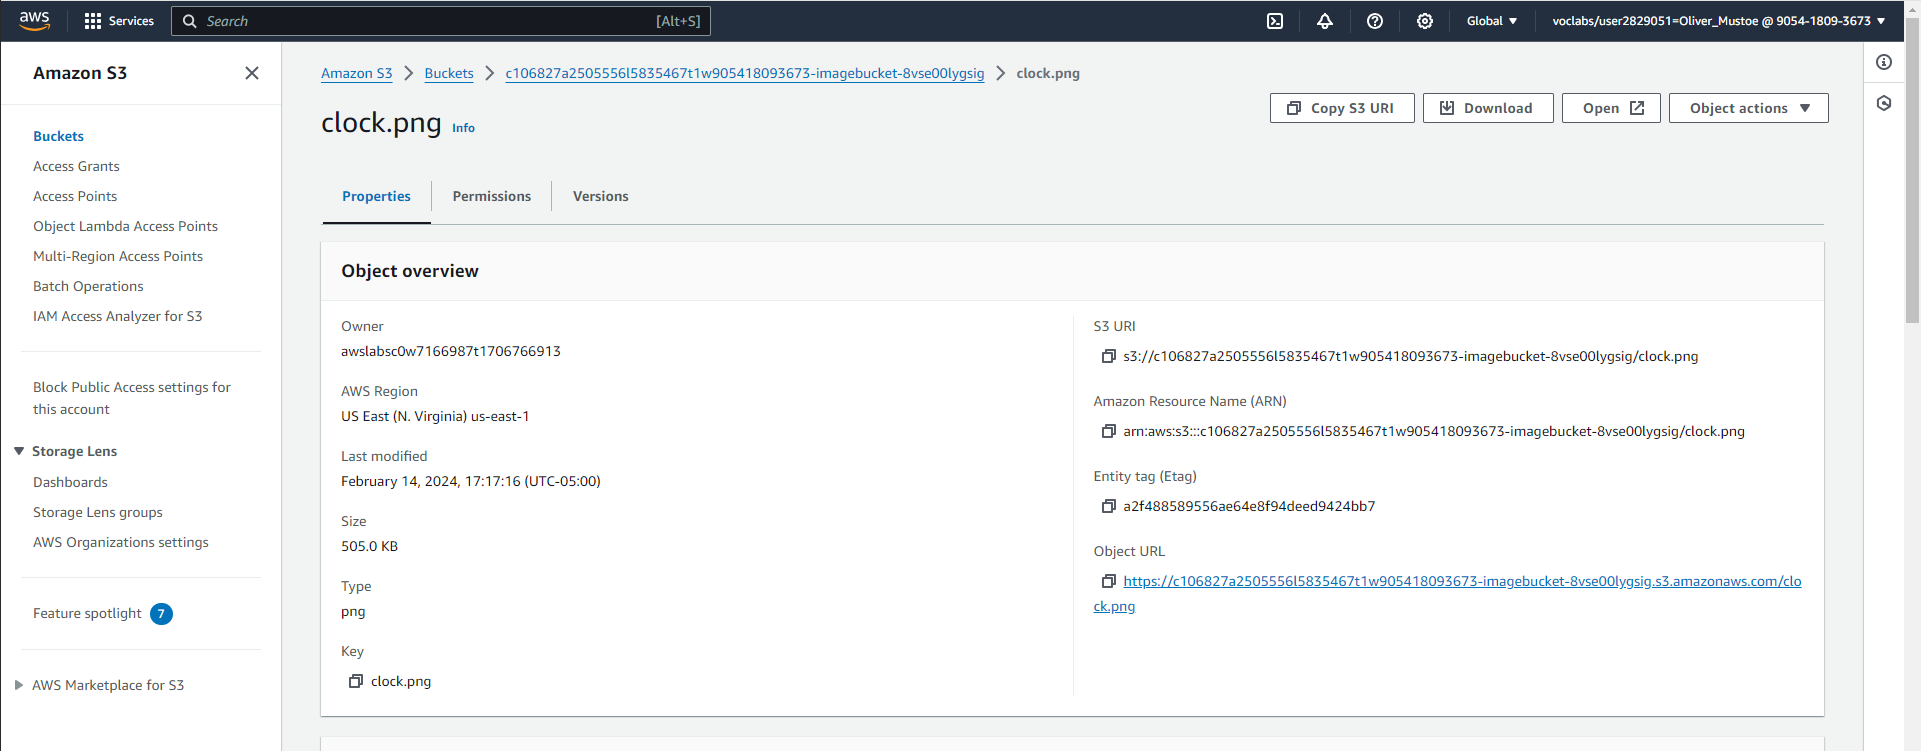 aws
Services
Search
[Alt+S]
Global
voclabs/user2829051=Oliver_Mustoe @ 9054-1809-3673
Amazon S3
Buckets
Access Grants
Access Points
Object Lambda Access Points
Multi-Region Access Points
Batch Operations
IAM Access Analyzer for S3
Block Public Access settings for
this account
Storage Lens
Dashboards
Storage Lens groups
AWS Organizations settings
Feature spotlight 7
AWS Marketplace for S3
Amazon S3 > Buckets > c106827a2505556l5835467t1w905418093673-imagebucket-8vse00lygsig > clock.png
clock.png Info
Copy S3 URI
Download
Open
Object actions
Properties
Permissions
Versions
Object overview
Owner
awslabsc0w7166987t1706766913
AWS Region
US East (N. Virginia) us-east-1
Last modified
February 14, 2024, 17:17:16 (UTC-05:00)
Size
505.0 KB
Type
png
Key
clock.png
S3 URI
s3://c106827a2505556l5835467t1w905418093673-imagebucket-8vse00lygsig/clock.png
Amazon Resource Name (ARN)
arn:aws:s3:::c106827a2505556l5835467t1w905418093673-imagebucket-8vse00lygsig/clock.png
Entity tag (Etag)
a2f488589556ae64e8f94deed9424bb7
Object URL
https://c106827a2505556l5835467t1w905418093673-imagebucket-8vse00lygsig.s3.amazonaws.com/clo
ck.png